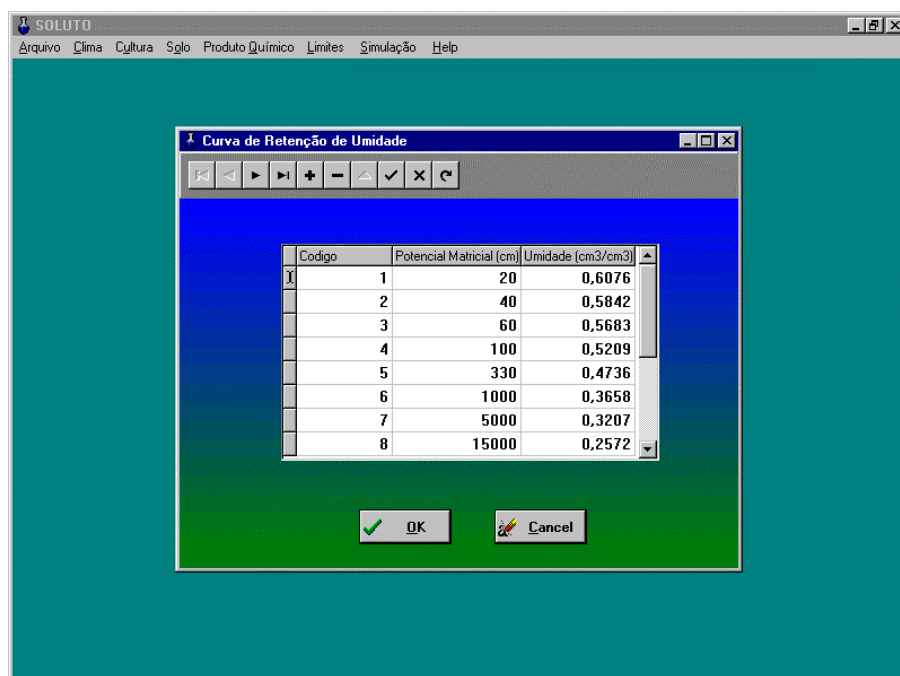 SOLUTO
Arquivo Clima Cultura Solo Produto Químico Limites Simulação Help
Curva de Retenção de Umidade
Codigo Potencial Matricial (cm) Umidade (cm3/cm3)
1 20 0,6076
2 40 0,5842
3 60 0,5683
4 100 0,5209
5 330 0,4736
6 1000 0,3658
7 5000 0,3207
8 15000 0,2572
OK Cancel